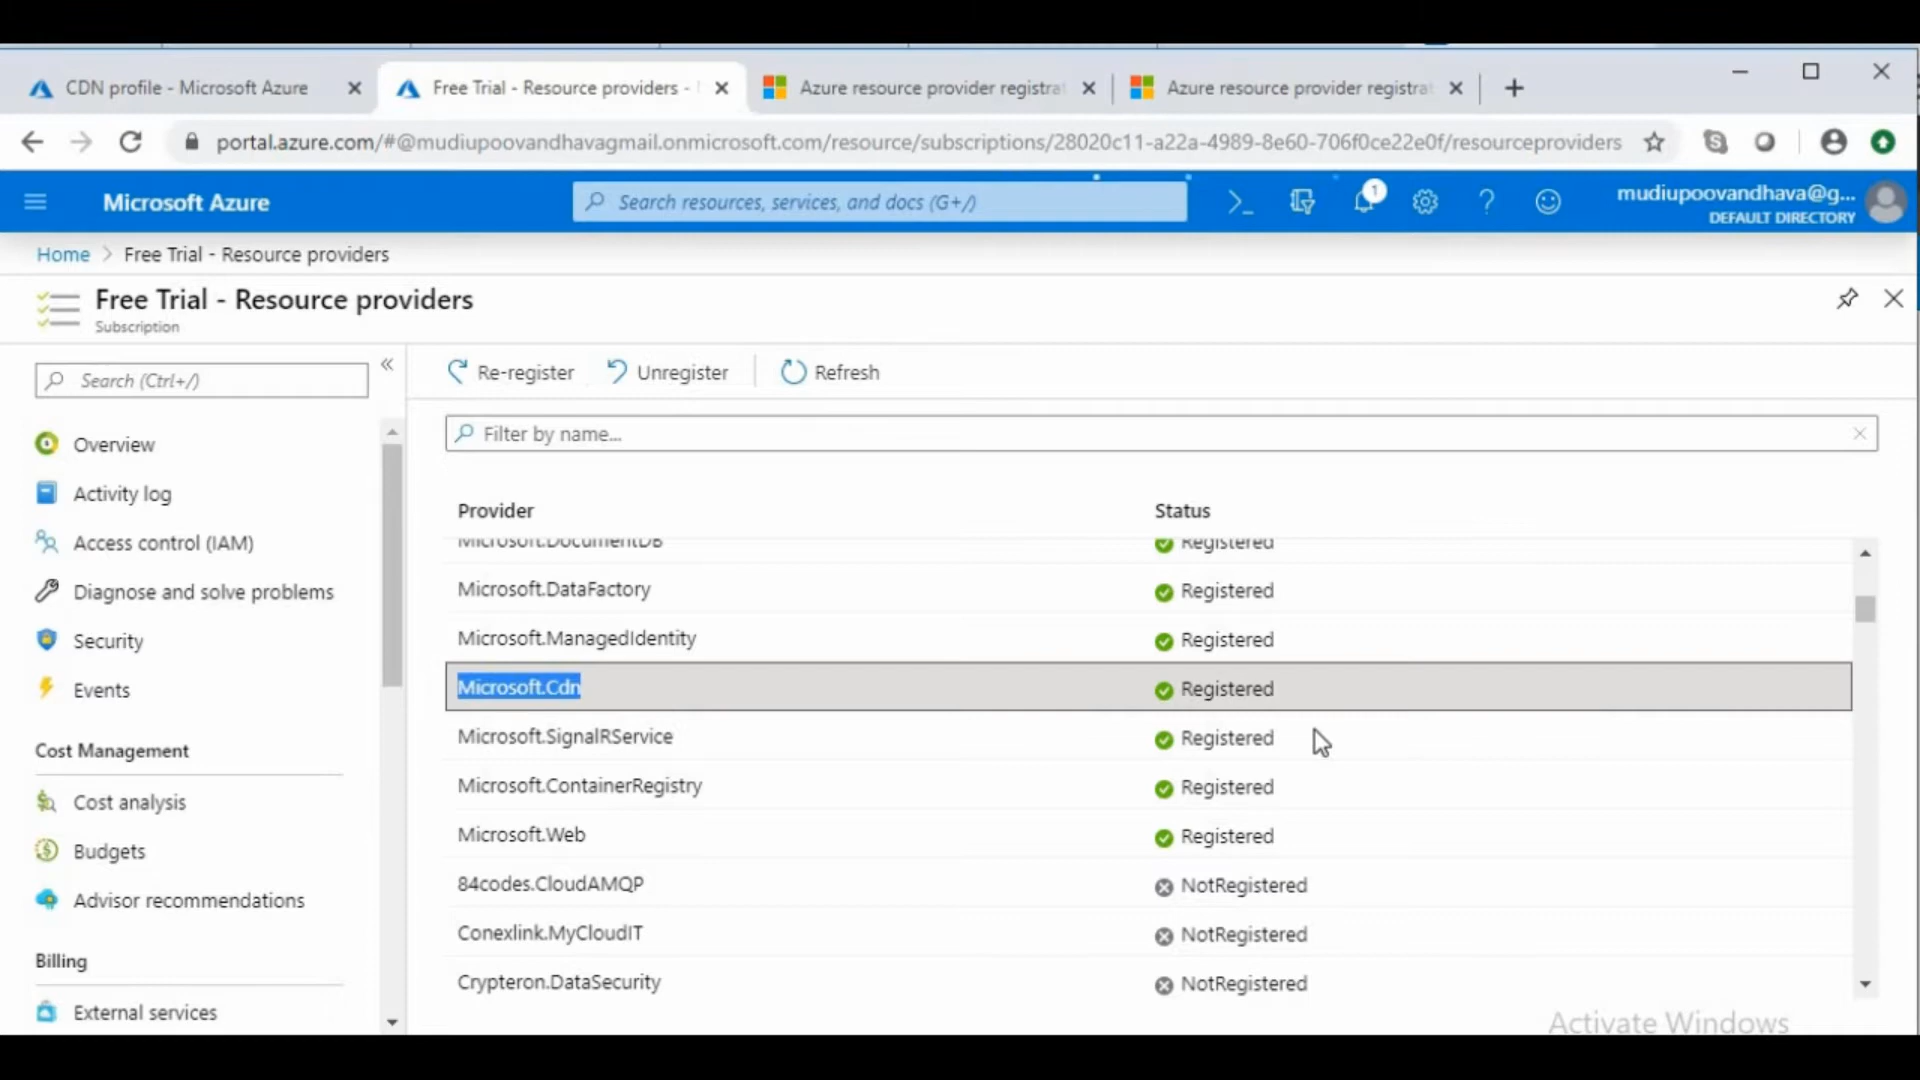 CDN profile - Microsoft Azure
Free Trial - Resource providers -
Azure resource provider registra
Azure resource provider registra
portal.azure.com/#@mudiupoovandhavagmail.onmicrosoft.com/resource/subscriptions/28020c11-a22a-4989-8e60-706f0ce22e0f/resourceproviders
Microsoft Azure
Search resources, services, and docs (G+/)
1
mudiupoovandhava@g...
DEFAULT DIRECTORY
Home > Free Trial - Resource providers
Free Trial - Resource providers
Subscription
Search (Ctrl+/)
Overview
Activity log
Access control (IAM)
Diagnose and solve problems
Security
Events
Cost Management
Cost analysis
Budgets
Advisor recommendations
Billing
External services
Re-register
Unregister
Refresh
Filter by name...
Provider Status
Microsoft.DocumentDB Registered
Microsoft.DataFactory Registered
Microsoft.ManagedIdentity Registered
Microsoft.Cdn Registered
Microsoft.SignalRService Registered
Microsoft.ContainerRegistry Registered
Microsoft.Web Registered
84codes.CloudAMQP NotRegistered
Conexlink.MyCloudIT NotRegistered
Crypteron.DataSecurity NotRegistered
Activate Windows